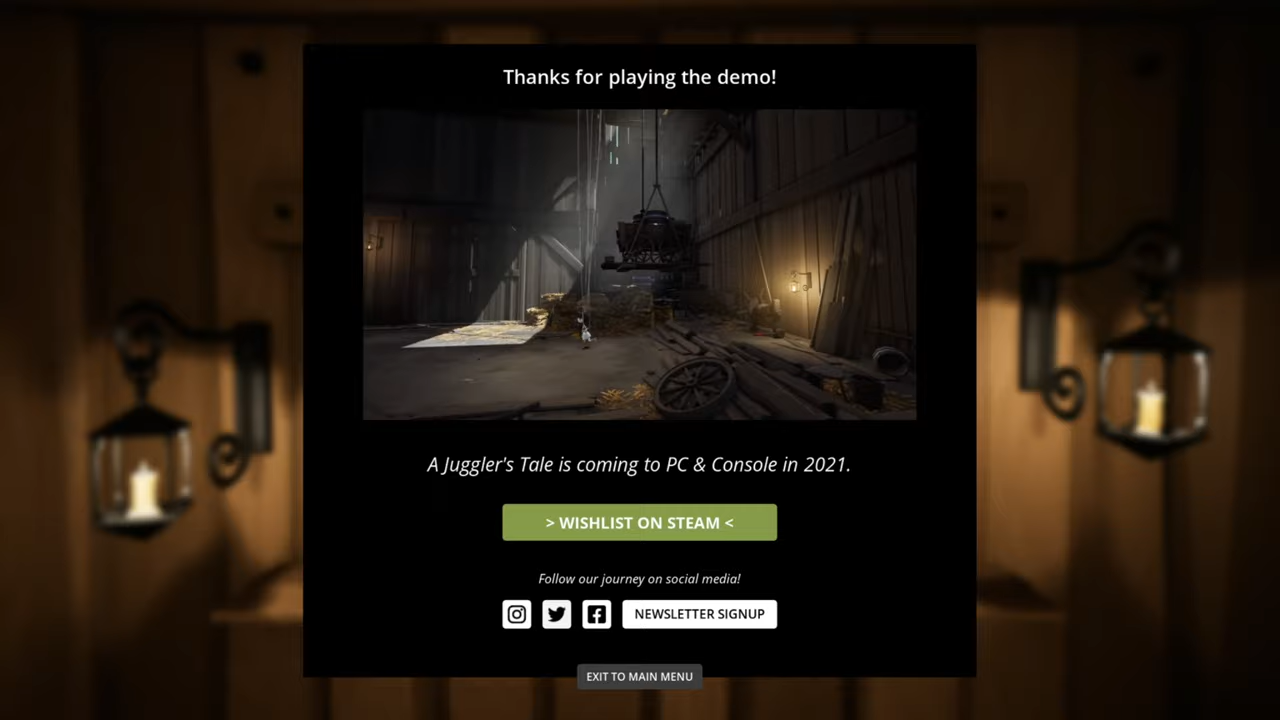 Thanks for playing the demo!
A Juggler's Tale is coming to PC & Console in 2021.
> WISHLIST ON STEAM <
Follow our journey on social media!
NEWSLETTER SIGNUP
EXIT TO MAIN MENU